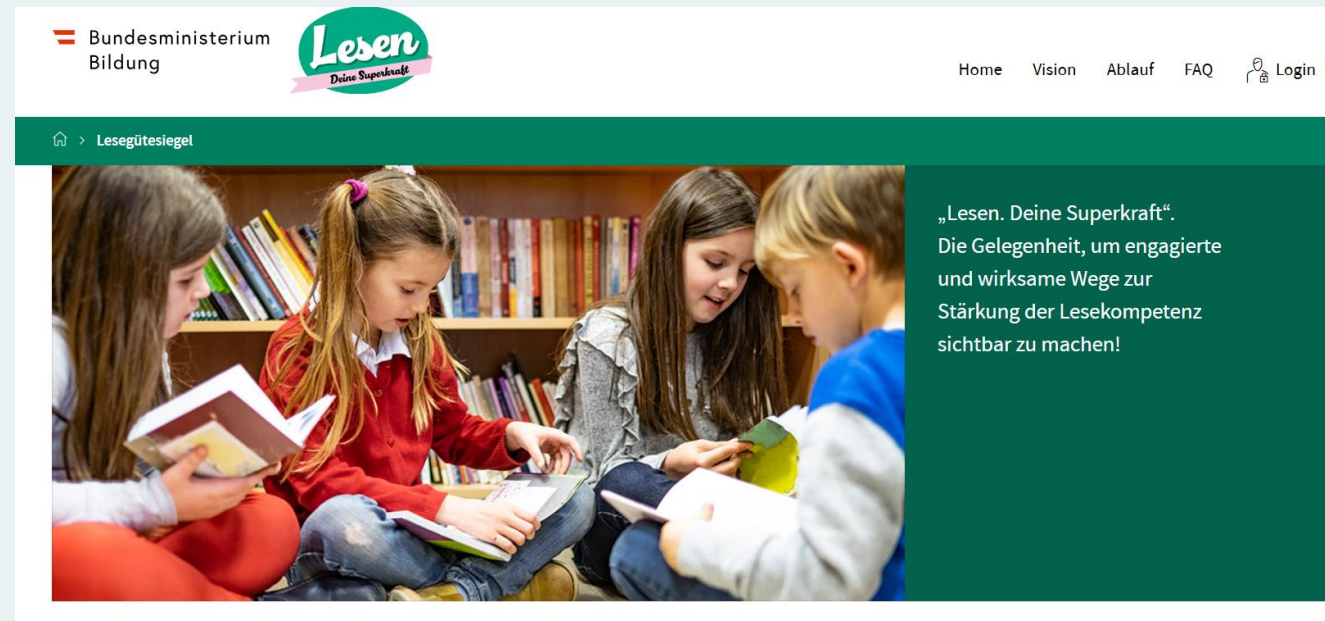 Bundesministerium
Bildung
Lesen
Deine Superkraft
Home Vision Ablauf FAQ Login
> Lesegütesiegel
„Lesen. Deine Superkraft“.
Die Gelegenheit, um engagierte
und wirksame Wege zur
Stärkung der Lesekompetenz
sichtbar zu machen!